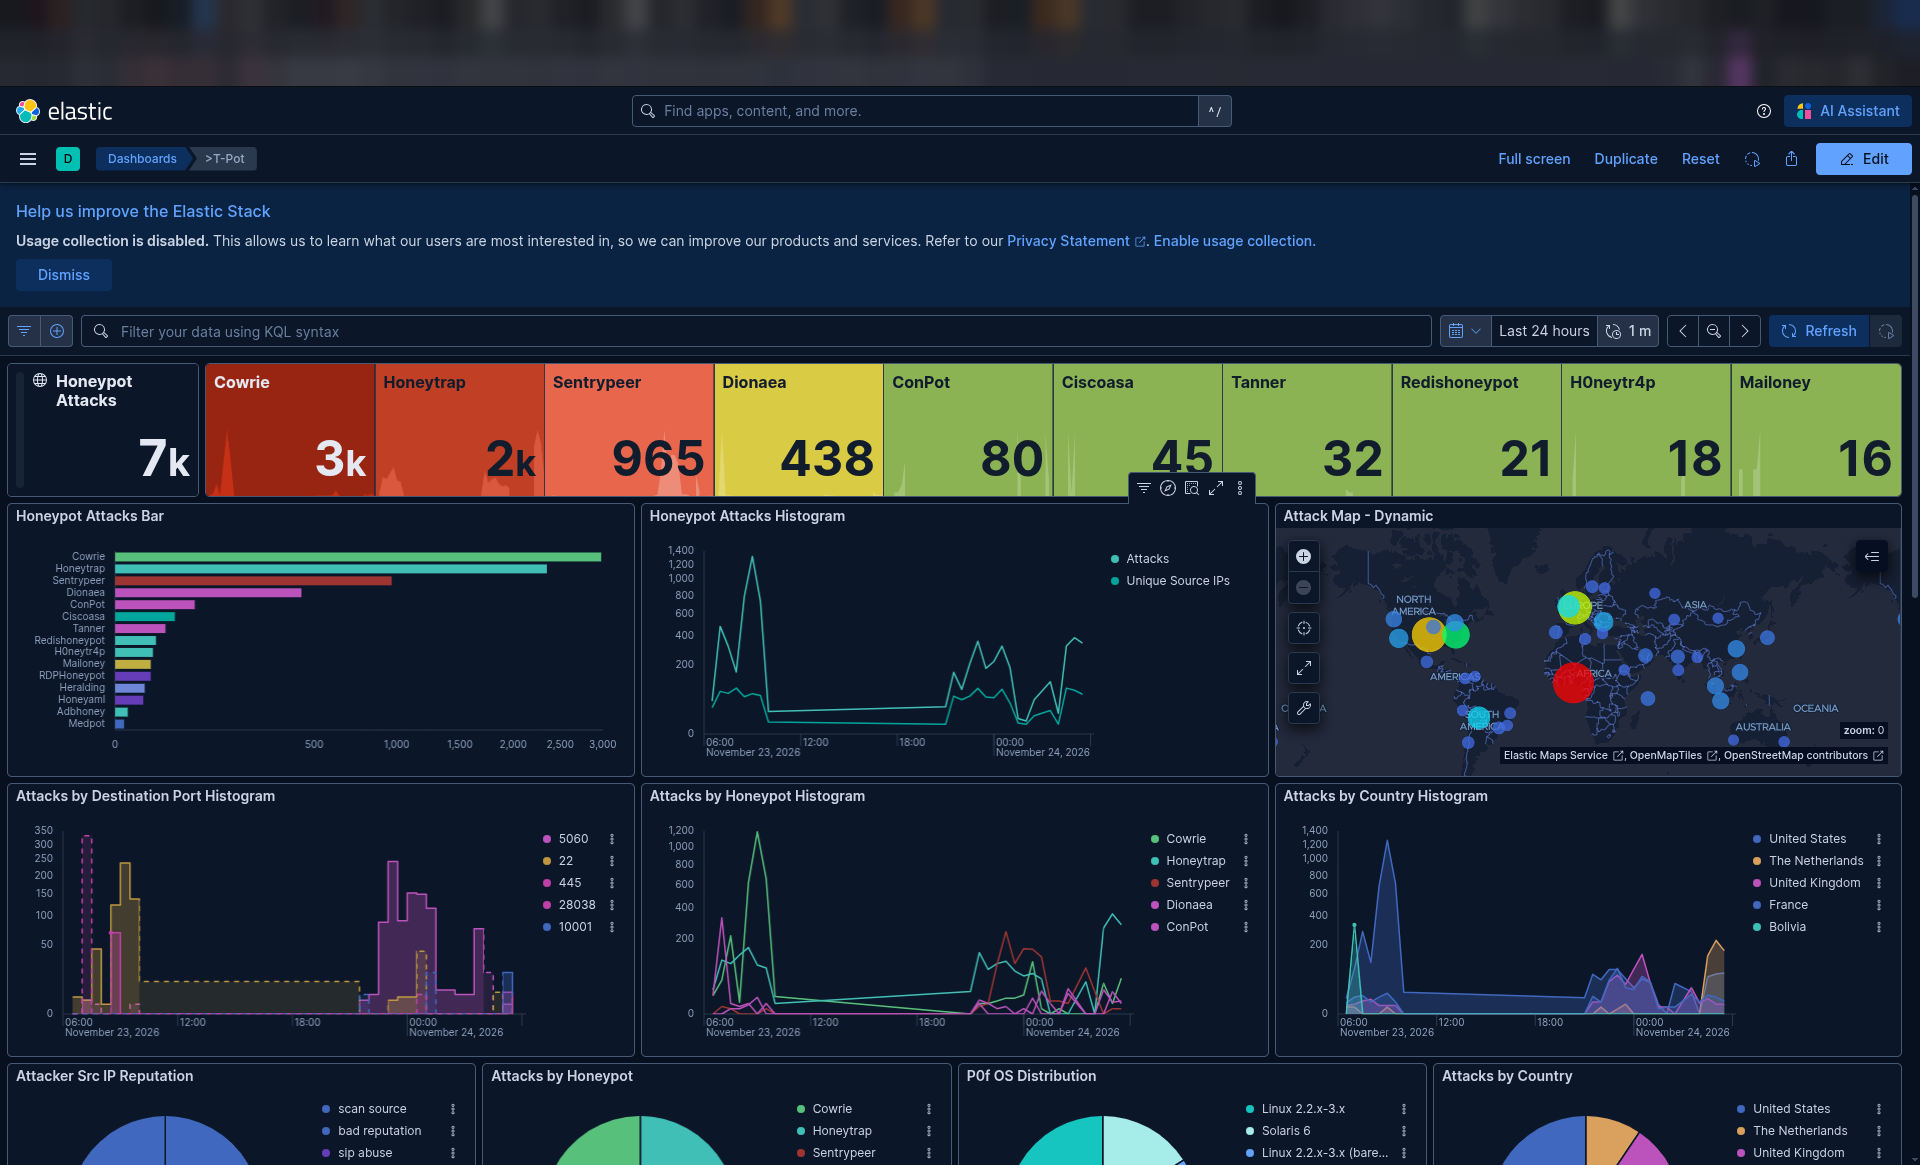 elastic
Find apps, content, and more.
^ /
AI Assistant
D
Dashboards
>T-Pot
Full screen
Duplicate
Reset
Edit
Help us improve the Elastic Stack
Usage collection is disabled. This allows us to learn what our users are most interested in, so we can improve our products and services. Refer to our Privacy Statement. Enable usage collection.
Dismiss
Filter your data using KQL syntax
Last 24 hours
1 m
Refresh
Honeypot
Attacks
7k
Cowrie
3k
Honeytrap
2k
Sentrypeer
965
Dionaea
438
ConPot
80
Ciscoasa
45
Tanner
32
Redishoneypot
21
H0neytr4p
18
Mailoney
16
Honeypot Attacks Bar
Cowrie
Honeytrap
Sentrypeer
Dionaea
ConPot
Ciscoasa
Tanner
Redishoneypot
H0neytr4p
Mailoney
RDPHoneypot
Heralding
Honeyaml
Adbhoney
Medpot
0 500 1,000 1,500 2,000 2,500 3,000
Honeypot Attacks Histogram
1,400
1,200
1,000
800
600
400
200
0
06:00 12:00 18:00 00:00
November 23, 2026 November 24, 2026
Attacks
Unique Source IPs
Attack Map - Dynamic
NORTH
AMERICA
ASIA
AFRICA
AMERICAS
SOUTH
AMERICA
OCEANIA
AUSTRALIA
zoom: 0
Elastic Maps Service, OpenMapTiles, OpenStreetMap contributors
Attacks by Destination Port Histogram
350
300
250
200
150
100
50
0
06:00 12:00 18:00 00:00
November 23, 2026 November 24, 2026
5060
22
445
28038
10001
Attacks by Honeypot Histogram
1,200
1,000
800
600
400
200
0
06:00 12:00 18:00 00:00
November 23, 2026 November 24, 2026
Cowrie
Honeytrap
Sentrypeer
Dionaea
ConPot
Attacks by Country Histogram
1,400
1,200
1,000
800
600
400
200
0
06:00 12:00 18:00 00:00
November 23, 2026 November 24, 2026
United States
The Netherlands
United Kingdom
France
Bolivia
Attacker Src IP Reputation
scan source
bad reputation
sip abuse
Attacks by Honeypot
Cowrie
Honeytrap
Sentrypeer
P0f OS Distribution
Linux 2.2.x-3.x
Solaris 6
Linux 2.2.x-3.x (bare...
Attacks by Country
United States
The Netherlands
United Kingdom